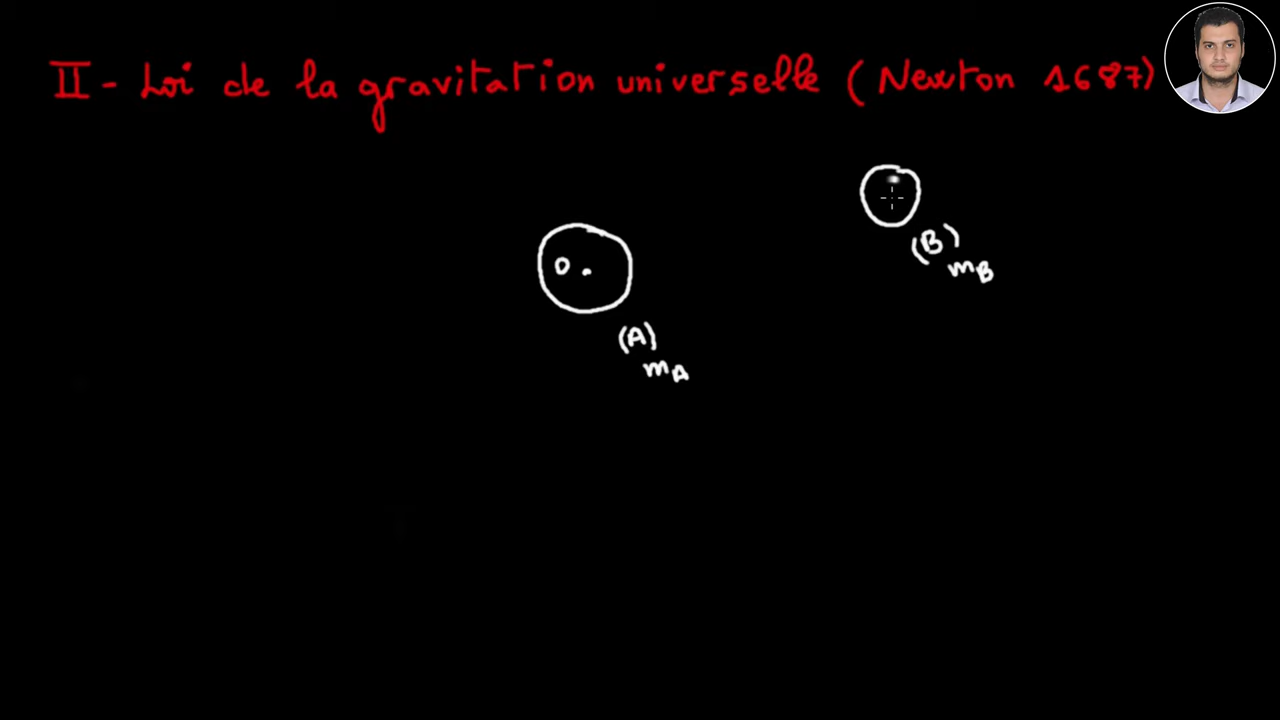 II - Loi de la gravitation universelle (Newton 1687)
(B)
mB
O
(A)
mA